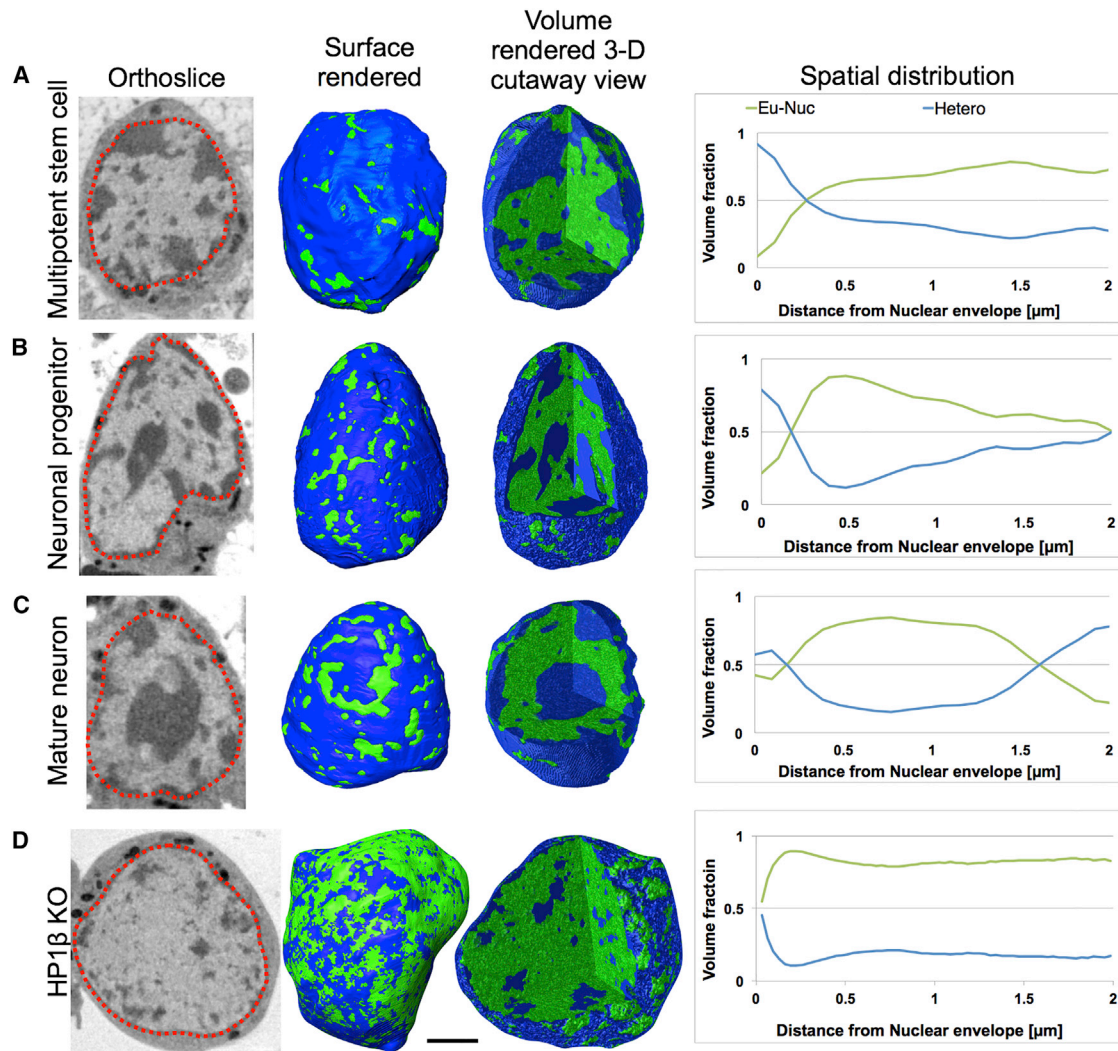 Orthoslice
Surface
rendered
Volume
rendered 3-D
cutaway view
Spatial distribution
A
Multipotent stem cell
Eu-Nuc
Hetero
Volume fraction
1
0.5
0
0 0.5 1 1.5 2
Distance from Nuclear envelope [µm]
B
Neuronal progenitor
Volume fraction
1
0.5
0
0 0.5 1 1.5 2
Distance from Nuclear envelope [µm]
C
Mature neuron
Volume fraction
1
0.5
0
0 0.5 1 1.5 2
Distance from Nuclear envelope [µm]
D
HP1β KO
Volume fractoin
1
0.5
0
0 0.5 1 1.5 2
Distance from Nuclear envelope [µm]